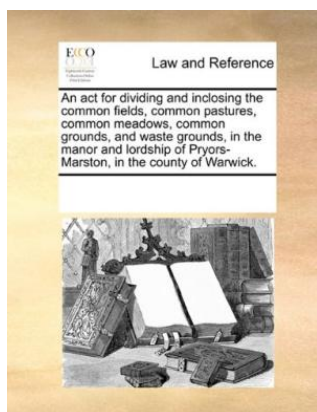 ECCO
Law and Reference
An act for dividing and inclosing the
common fields, common pastures,
common meadows, common
grounds, and waste grounds, in the
manor and lordship of Pryors-
Marston, in the county of Warwick.